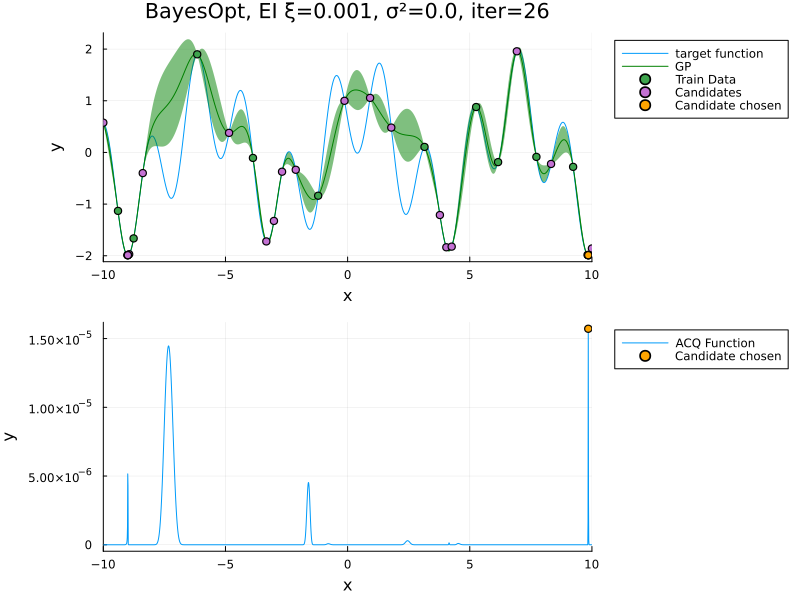 BayesOpt, EI ξ=0.001, σ²=0.0, iter=26
2
1
0
−1
−2
y
−10
−5
0
5
10
x
target function
GP
Train Data
Candidates
Candidate chosen
1.50×10⁻⁵
1.00×10⁻⁵
5.00×10⁻⁶
0
y
−10
−5
0
5
10
x
ACQ Function
Candidate chosen